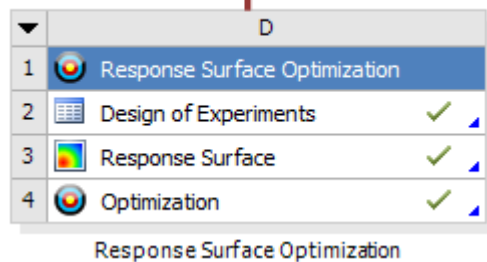 D
1 Response Surface Optimization
2 Design of Experiments
3 Response Surface
4 Optimization
Response Surface Optimization